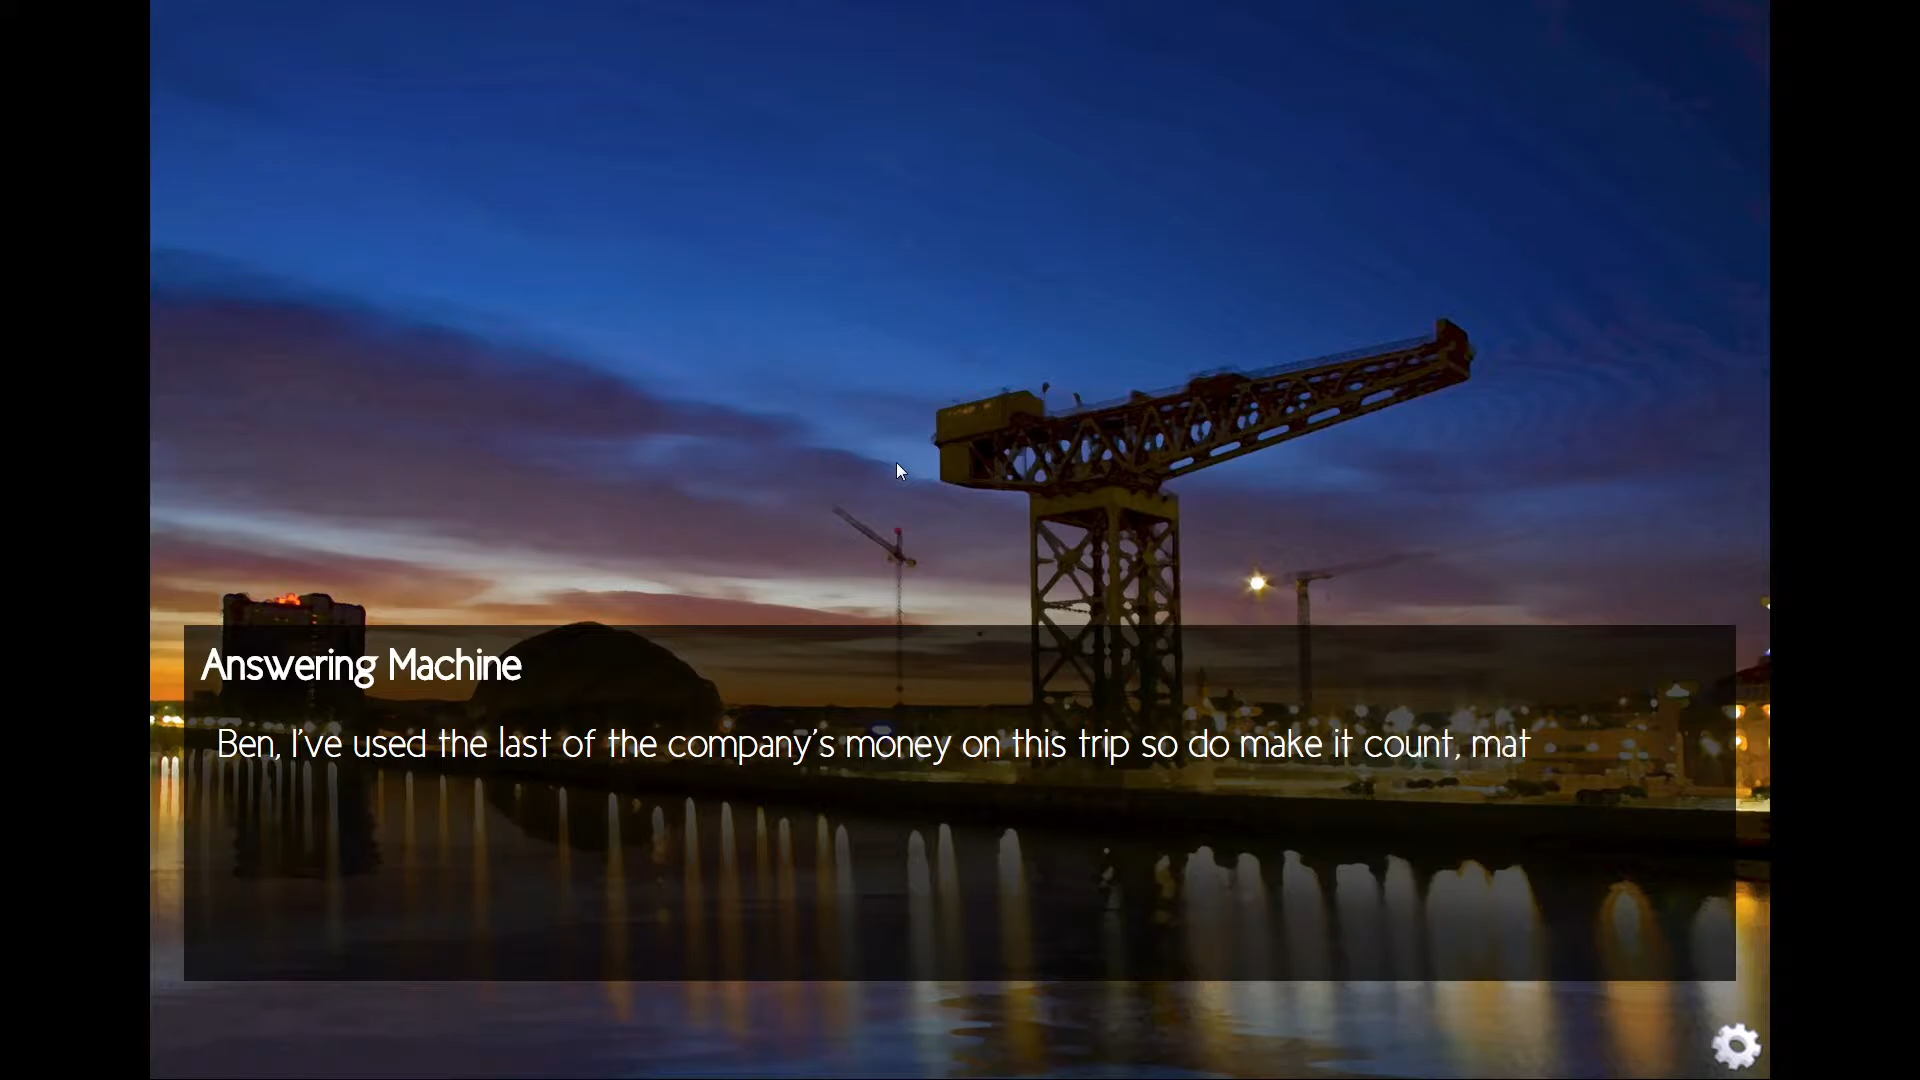 Answering Machine
Ben, I've used the last of the company's money on this trip so do make it count, mat